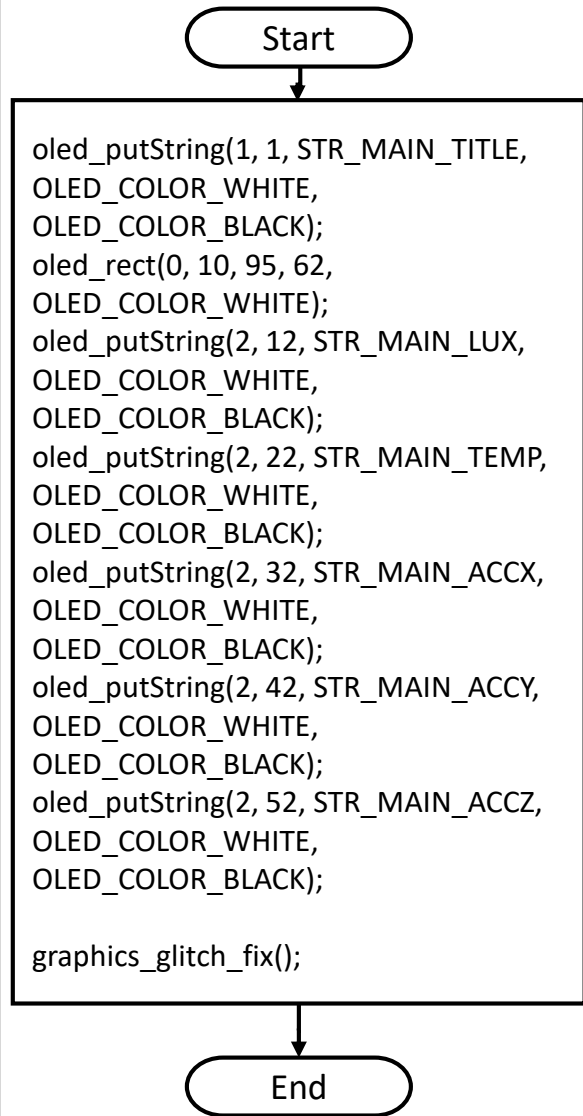 Start
oled_putString(1, 1, STR_MAIN_TITLE,
OLED_COLOR_WHITE,
OLED_COLOR_BLACK);
oled_rect(0, 10, 95, 62,
OLED_COLOR_WHITE);
oled_putString(2, 12, STR_MAIN_LUX,
OLED_COLOR_WHITE,
OLED_COLOR_BLACK);
oled_putString(2, 22, STR_MAIN_TEMP,
OLED_COLOR_WHITE,
OLED_COLOR_BLACK);
oled_putString(2, 32, STR_MAIN_ACCX,
OLED_COLOR_WHITE,
OLED_COLOR_BLACK);
oled_putString(2, 42, STR_MAIN_ACCY,
OLED_COLOR_WHITE,
OLED_COLOR_BLACK);
oled_putString(2, 52, STR_MAIN_ACCZ,
OLED_COLOR_WHITE,
OLED_COLOR_BLACK);
graphics_glitch_fix();
End